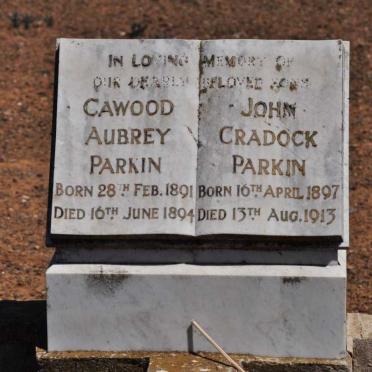 IN LOVING MEMORY OF
OUR DEARLY BELOVED SONS
CAWOOD AUBREY PARKIN
BORN 28TH FEB. 1891
DIED 16TH JUNE 1894
JOHN CRADOCK PARKIN
BORN 16TH APRIL 1897
DIED 13TH AUG. 1913